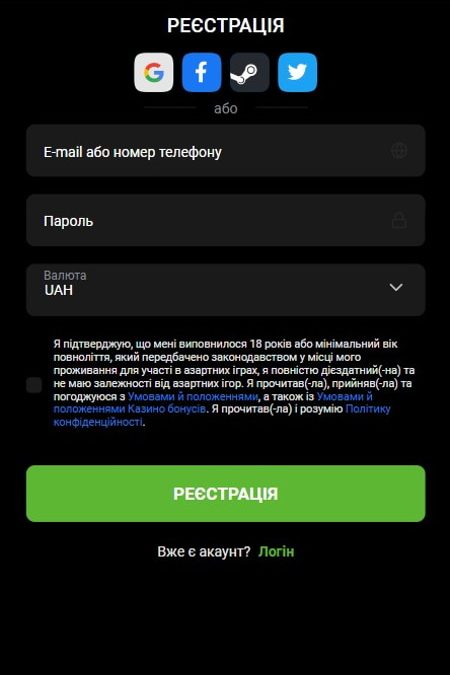 РЕЄСТРАЦІЯ
або
E-mail або номер телефону
Пароль
Валюта
UAH
Я підтверджую, що мені виповнилося 18 років або мінімальний вік
повноліття, який передбачено законодавством у місці мого
проживання для участі в азартних іграх, я повністю дієздатний(-на) та
не маю залежності від азартних ігор. Я прочитав(-ла), прийняв(-ла) та
погоджуюся з Умовами й положеннями, а також із Умовами й
положеннями Казино бонусів. Я прочитав(-ла) і розумію Політику
конфіденційності.
РЕЄСТРАЦІЯ
Вже є акаунт? Логін